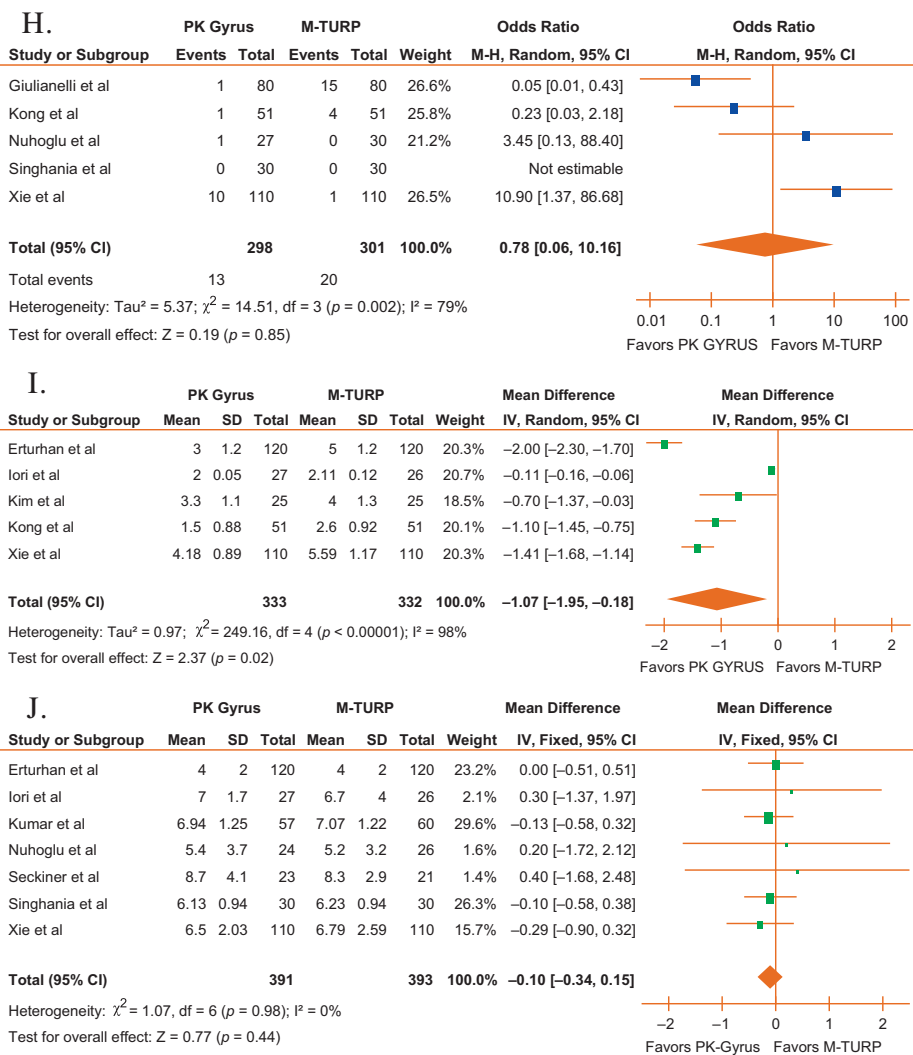 H.
PK Gyrus M-TURP Odds Ratio Odds Ratio
Study or Subgroup Events Total Events Total Weight M-H, Random, 95% CI M-H, Random, 95% CI
Giulianelli et al 1 80 15 80 26.6% 0.05 [0.01, 0.43]
Kong et al 1 51 4 51 25.8% 0.23 [0.03, 2.18]
Nuhoglu et al 1 27 0 30 21.2% 3.45 [0.13, 88.40]
Singhania et al 0 30 0 30 Not estimable
Xie et al 10 110 1 110 26.5% 10.90 [1.37, 86.68]
Total (95% CI) 298 301 100.0% 0.78 [0.06, 10.16]
Total events 13 20
Heterogeneity: Tau² = 5.37; χ² = 14.51, df = 3 (p = 0.002); I² = 79%
Test for overall effect: Z = 0.19 (p = 0.85)
0.01 0.1 1 10 100
Favors PK GYRUS Favors M-TURP
I.
PK Gyrus M-TURP Mean Difference Mean Difference
Study or Subgroup Mean SD Total Mean SD Total Weight IV, Random, 95% CI IV, Random, 95% CI
Erturhan et al 3 1.2 120 5 1.2 120 20.3% –2.00 [–2.30, –1.70]
Iori et al 2 0.05 27 2.11 0.12 26 20.7% –0.11 [–0.16, –0.06]
Kim et al 3.3 1.1 25 4 1.3 25 18.5% –0.70 [–1.37, –0.03]
Kong et al 1.5 0.88 51 2.6 0.92 51 20.1% –1.10 [–1.45, –0.75]
Xie et al 4.18 0.89 110 5.59 1.17 110 20.3% –1.41 [–1.68, –1.14]
Total (95% CI) 333 332 100.0% –1.07 [–1.95, –0.18]
Heterogeneity: Tau² = 0.97; χ² = 249.16, df = 4 (p < 0.00001); I² = 98%
Test for overall effect: Z = 2.37 (p = 0.02)
–2 –1 0 1 2
Favors PK GYRUS Favors M-TURP
J.
PK Gyrus M-TURP Mean Difference Mean Difference
Study or Subgroup Mean SD Total Mean SD Total Weight IV, Fixed, 95% CI IV, Fixed, 95% CI
Erturhan et al 4 2 120 4 2 120 23.2% 0.00 [–0.51, 0.51]
Iori et al 7 1.7 27 6.7 4 26 2.1% 0.30 [–1.37, 1.97]
Kumar et al 6.94 1.25 57 7.07 1.22 60 29.6% –0.13 [–0.58, 0.32]
Nuhoglu et al 5.4 3.7 24 5.2 3.2 26 1.6% 0.20 [–1.72, 2.12]
Seckiner et al 8.7 4.1 23 8.3 2.9 21 1.4% 0.40 [–1.68, 2.48]
Singhania et al 6.13 0.94 30 6.23 0.94 30 26.3% –0.10 [–0.58, 0.38]
Xie et al 6.5 2.03 110 6.79 2.59 110 15.7% –0.29 [–0.90, 0.32]
Total (95% CI) 391 393 100.0% –0.10 [–0.34, 0.15]
Heterogeneity: χ² = 1.07, df = 6 (p = 0.98); I² = 0%
Test for overall effect: Z = 0.77 (p = 0.44)
–2 –1 0 1 2
Favors PK-Gyrus Favors M-TURP